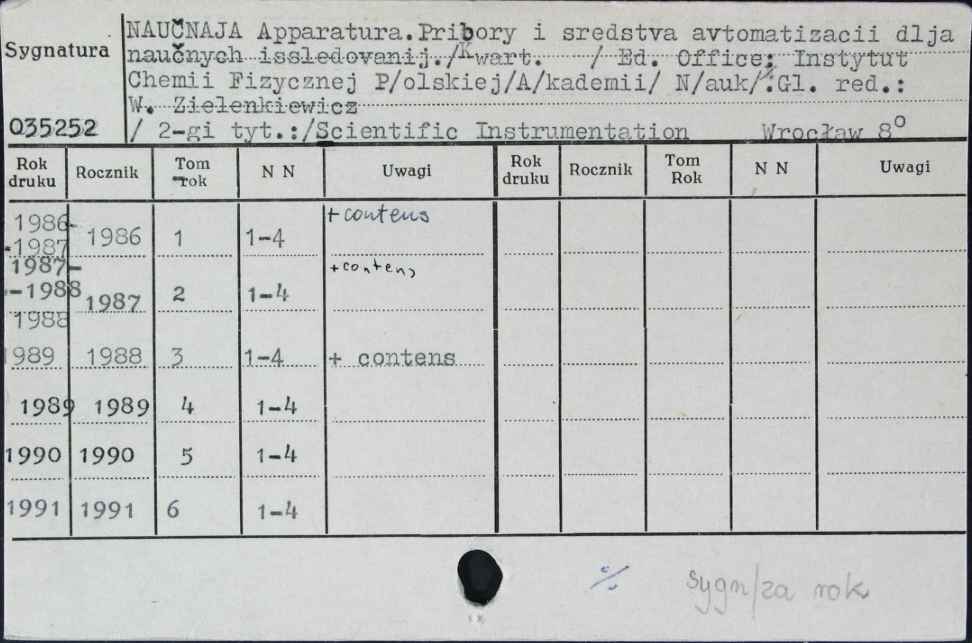 NAUČNAJA Apparatura.Pribory i sredstva avtomatizacii dlja
Sygnatura
naučnych issledovanij./Kwart. / Ed. Office: Instytut
Chemii Fizycznej P/olskiej/A/kademii/ N/auk/.:Gl. red.:
W. Zielenkiewicz
O35252 / 2-gi tyt.:/Scientific Instrumentation Wrocław 8°
Rok druku Rocznik Tom rok N N Uwagi Rok druku Rocznik Tom Rok N N Uwagi
1986- + contens
-1987 1986 1 1-4
1987- + contens
-1988 1987 2 1-4
1988
1989 1988 3 1-4 + contens
1989 1989 4 1-4
1990 1990 5 1-4
1991 1991 6 1-4
sygn/za rok